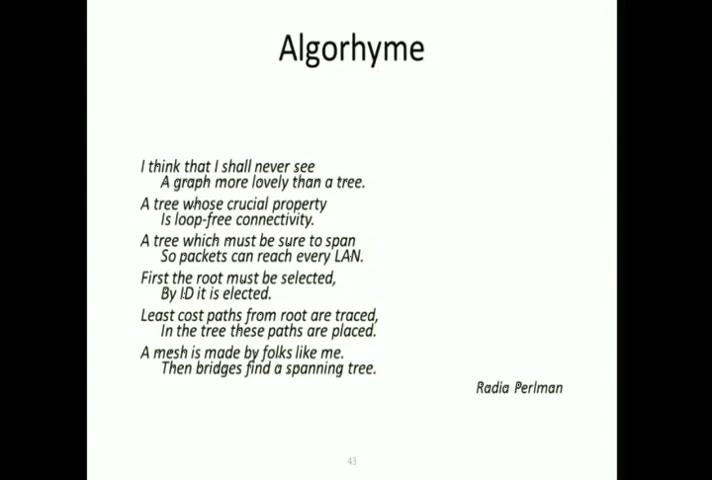 Algorhyme
I think that I shall never see
A graph more lovely than a tree.
A tree whose crucial property
Is loop-free connectivity.
A tree which must be sure to span
So packets can reach every LAN.
First the root must be selected,
By ID it is elected.
Least cost paths from root are traced,
In the tree these paths are placed.
A mesh is made by folks like me.
Then bridges find a spanning tree.
Radia Perlman
43